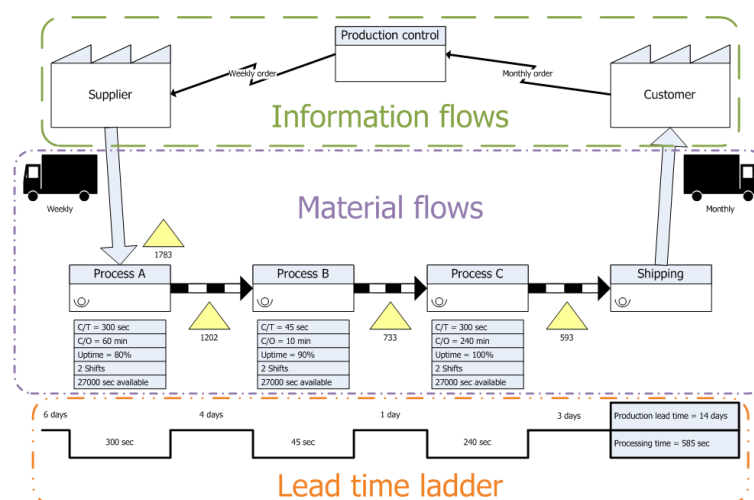 Production control
Supplier
Weekly order
Monthly order
Customer
Information flows
Weekly
Material flows
Monthly
1783
Process A
Process B
Process C
Shipping
1202
733
593
C/T = 300 sec
C/O = 60 min
Uptime = 80%
2 Shifts
27000 sec available
C/T = 45 sec
C/O = 10 min
Uptime = 90%
2 Shifts
27000 sec available
C/T = 300 sec
C/O = 240 min
Uptime = 100%
2 Shifts
27000 sec available
6 days
4 days
1 day
3 days
Production lead time = 14 days
300 sec
45 sec
240 sec
Processing time = 585 sec
Lead time ladder